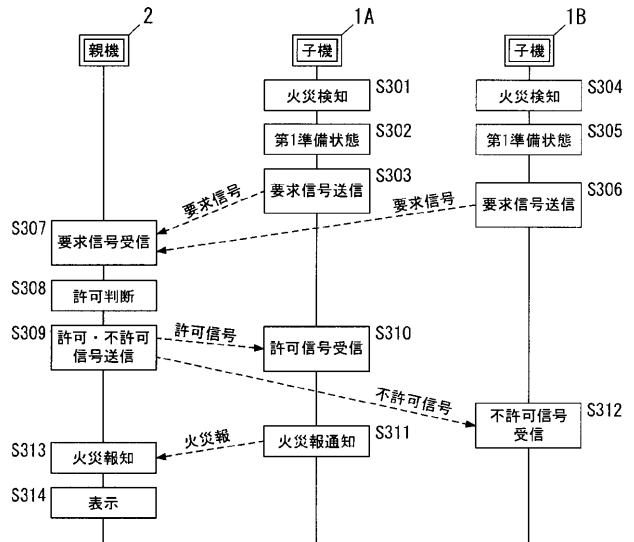 2
1A
1B
親機
子機
子機
火災検知
S301
火災検知
S304
第1準備状態
S302
第1準備状態
S305
要求信号送信
S303
要求信号送信
S306
要求信号
要求信号
S307
要求信号受信
S308
許可判断
S309
許可・不許可
信号送信
許可信号
許可信号受信
S310
不許可信号
不許可信号
受信
S312
火災報通知
S311
火災報
S313
火災報知
S314
表示